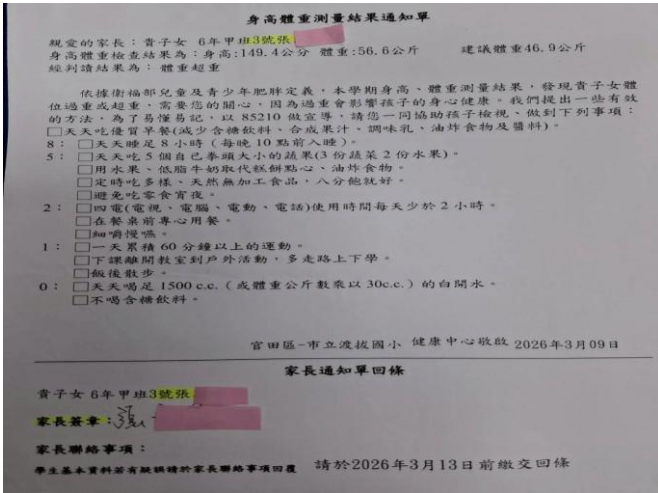 身高體重測量結果通知單
親愛的家長：貴子女 6年甲班3號張
身高體重檢查結果為：身高:149.4公分 體重:56.6公斤 建議體重46.9公斤
經判讀結果為： 體重超重
依據衛福部兒童及青少年肥胖定義，本學期身高、體重測量結果，發現貴子女體
位過重或超重，需要您的關心，因為過重會影響孩子的身心健康。我們提出一些有效
的方法，為了易懂易記，以 85210 做宣導，請您一同協助孩子檢視、做到下列事項：
□天天吃優質早餐(減少含糖飲料、合成果汁、調味乳、油炸食物及醬料)。
8： □天天睡足 8 小時（每晚 10 點前入睡）。
5： □天天吃 5 個自己拳頭大小的蔬果(3 份蔬菜 2 份水果)。
□用水果、低脂牛奶取代糕餅點心、油炸食物。
□定時吃多樣、天然無加工食品，八分飽就好。
□避免吃零食宵夜。
2： □四電(電視、電腦、電動、電話)使用時間每天少於 2 小時。
□在餐桌前專心用餐。
□細嚼慢嚥。
1： □一天累積 60 分鐘以上的運動。
□下課離開教室到戶外活動，多走路上下學。
□飯後散步。
0： □天天喝足 1500 c.c.（或體重公斤數乘以 30c.c.）的白開水。
□不喝含糖飲料。
官田區-市立渡拔國小 健康中心敬啟 2026年3月09日
家長通知單回條
貴子女 6年甲班3號張
家長簽章：張
家長聯絡事項：
學生基本資料若有疑誤請於家長聯絡事項回覆 請於2026年3月13日前繳交回條